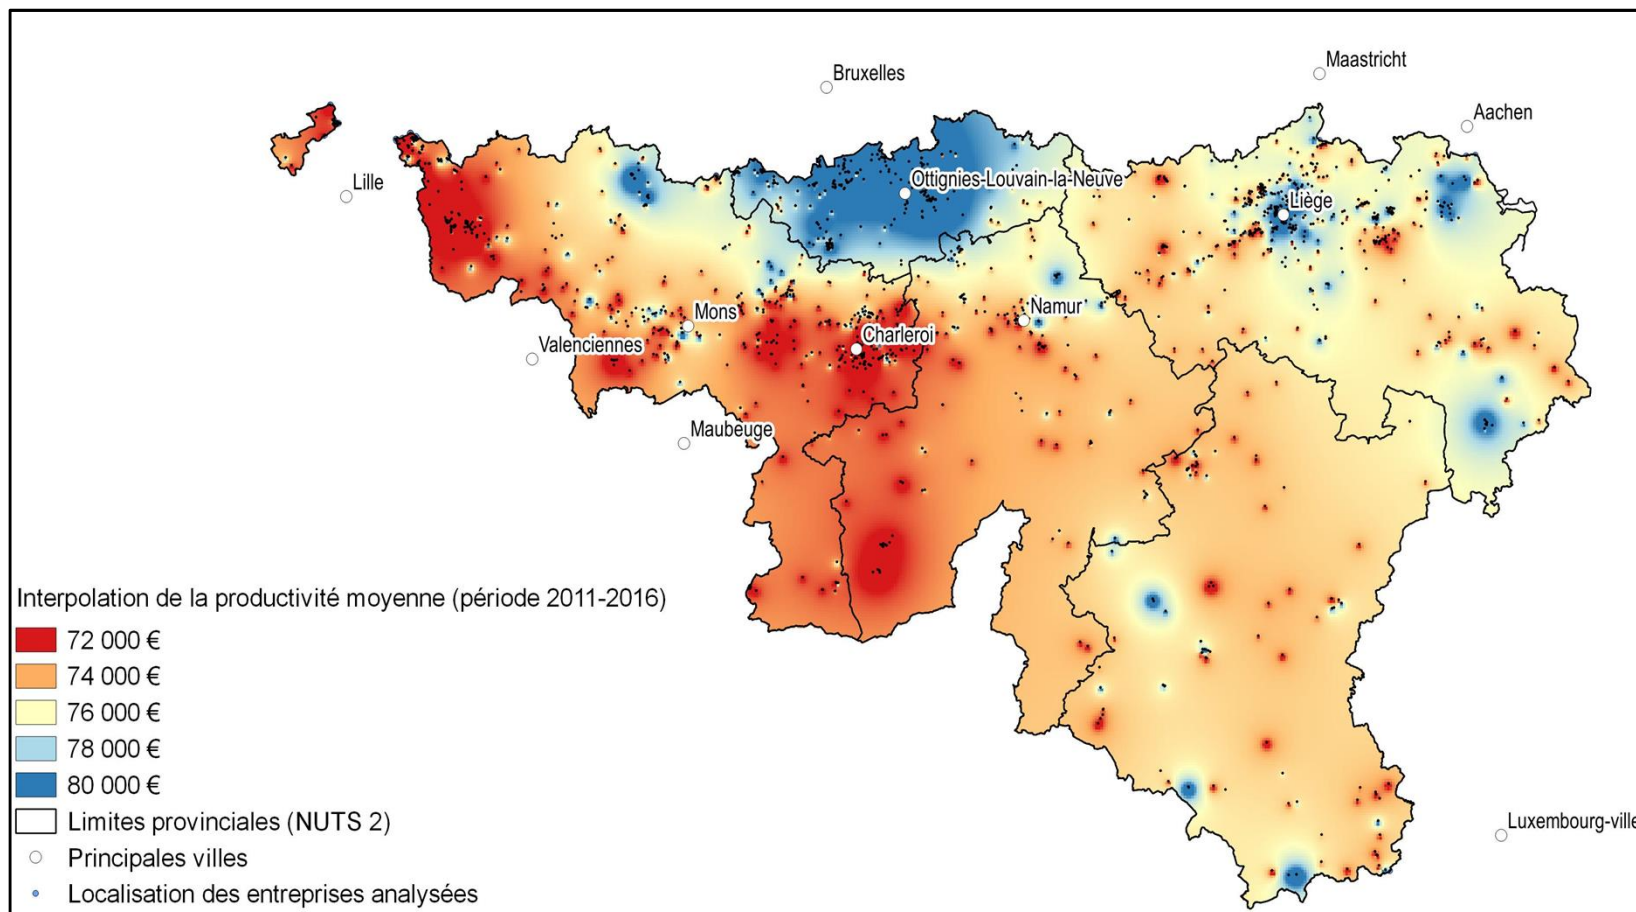 Bruxelles
Maastricht
Aachen
Lille
Ottignies-Louvain-la-Neuve
Liège
Mons
Namur
Charleroi
Valenciennes
Maubeuge
Luxembourg-ville
Interpolation de la productivité moyenne (période 2011-2016)
72 000 €
74 000 €
76 000 €
78 000 €
80 000 €
Limites provinciales (NUTS 2)
Principales villes
Localisation des entreprises analysées